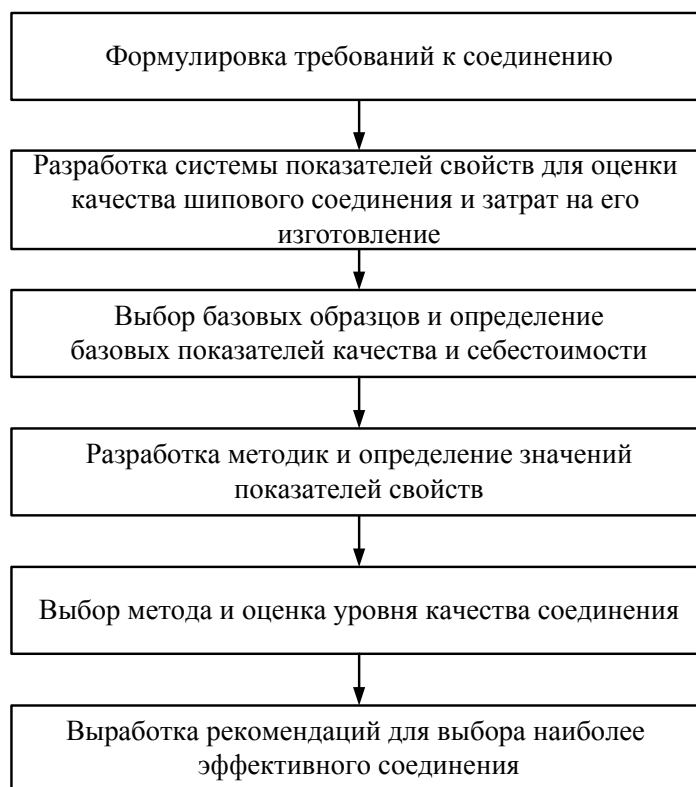 Формулировка требований к соединению
Разработка системы показателей свойств для оценки
качества шипового соединения и затрат на его
изготовление
Выбор базовых образцов и определение
базовых показателей качества и себестоимости
Разработка методик и определение значений
показателей свойств
Выбор метода и оценка уровня качества соединения
Выработка рекомендаций для выбора наиболее
эффективного соединения